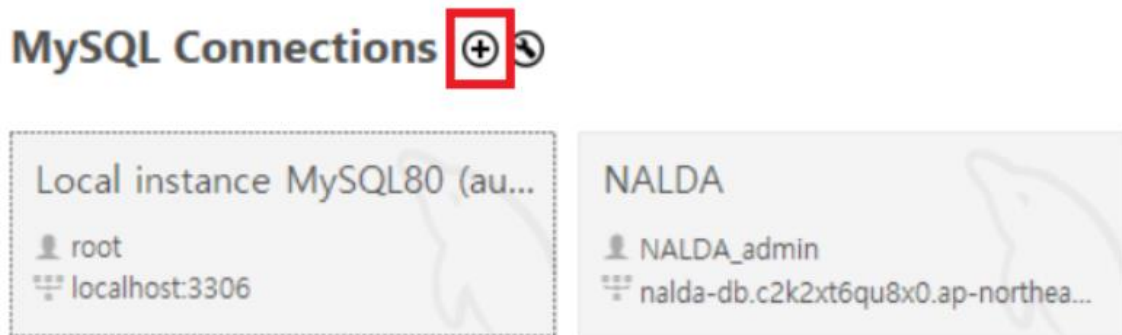 MySQL Connections
Local instance MySQL80 (au...
root
localhost:3306
NALDA
NALDA_admin
nalda-db.c2k2xt6qu8x0.ap-northea...